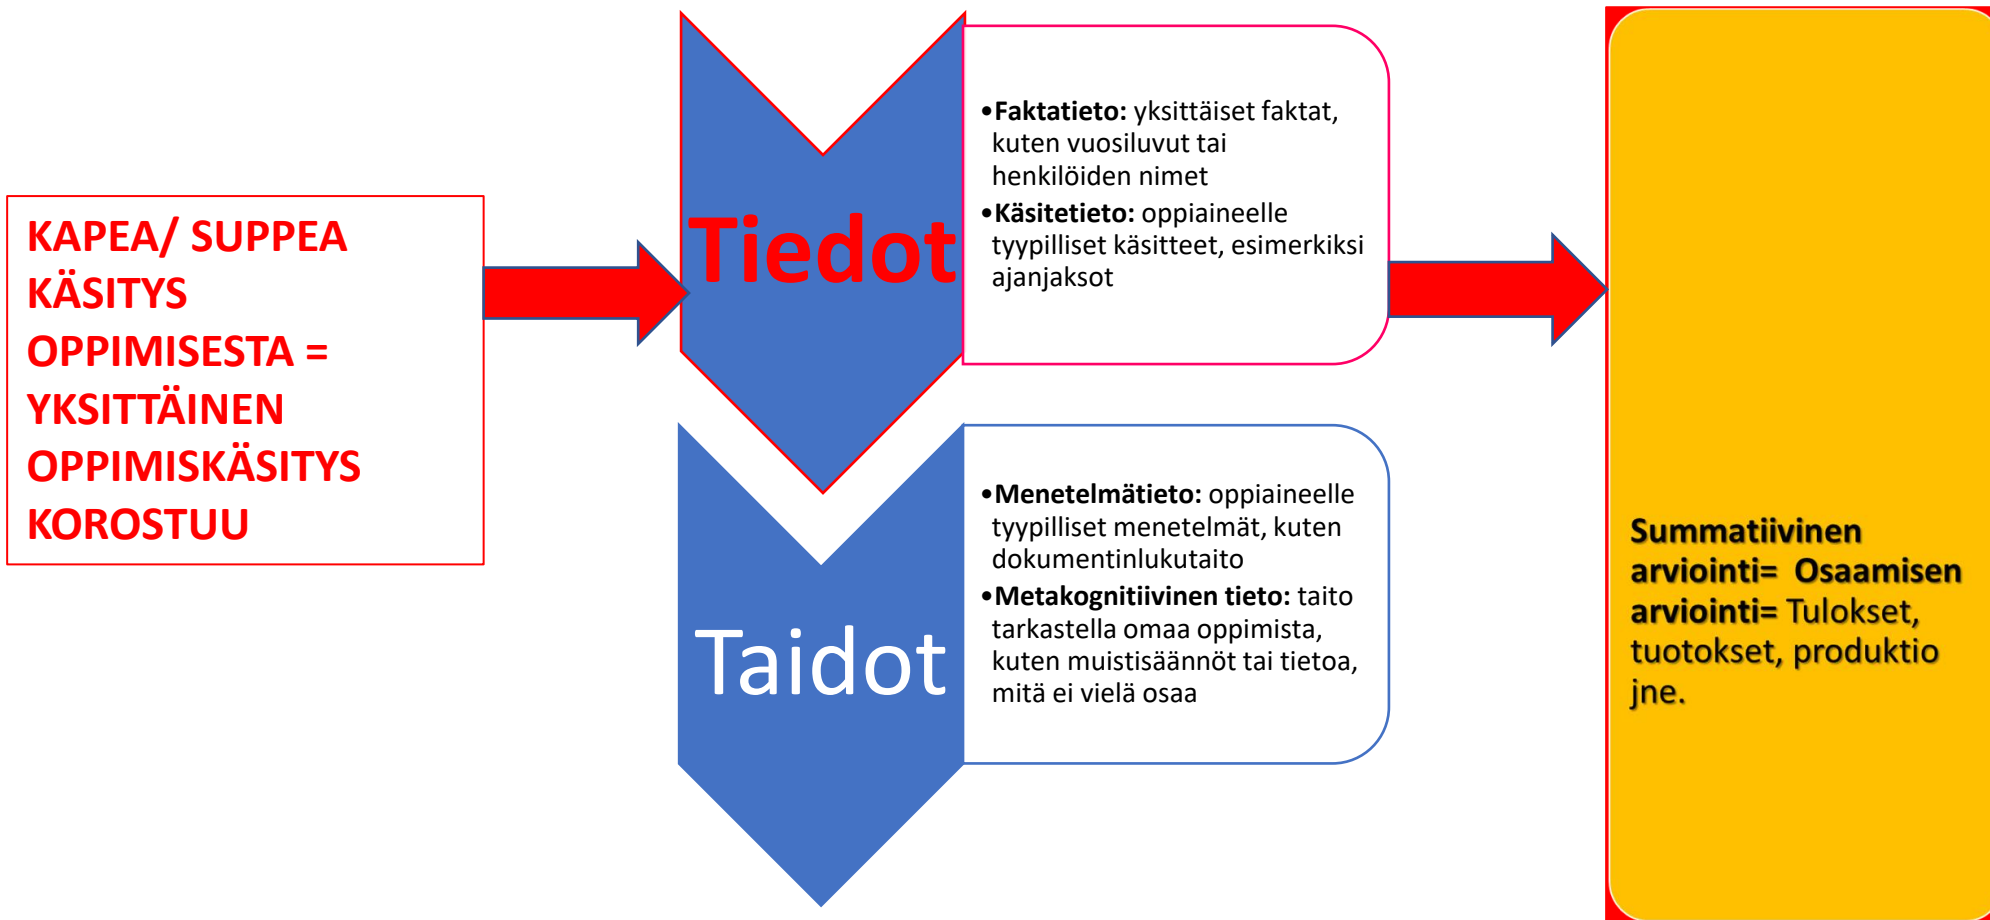 KAPEA/ SUPPEA
KÄSITYS
OPPIMISESTA =
YKSITTÄINEN
OPPIMISKÄSITYS
KOROSTUU
Tiedot
•Faktatieto: yksittäiset faktat,
kuten vuosiluvut tai
henkilöiden nimet
•Käsitetieto: oppiaineelle
tyypilliset käsitteet, esimerkiksi
ajanjaksot
Taidot
•Menetelmätieto: oppiaineelle
tyypilliset menetelmät, kuten
dokumentinlukutaito
•Metakognitiivinen tieto: taito
tarkastella omaa oppimista,
kuten muistisäännöt tai tietoa,
mitä ei vielä osaa
Summatiivinen
arviointi= Osaamisen
arviointi= Tulokset,
tuotokset, produktio
jne.